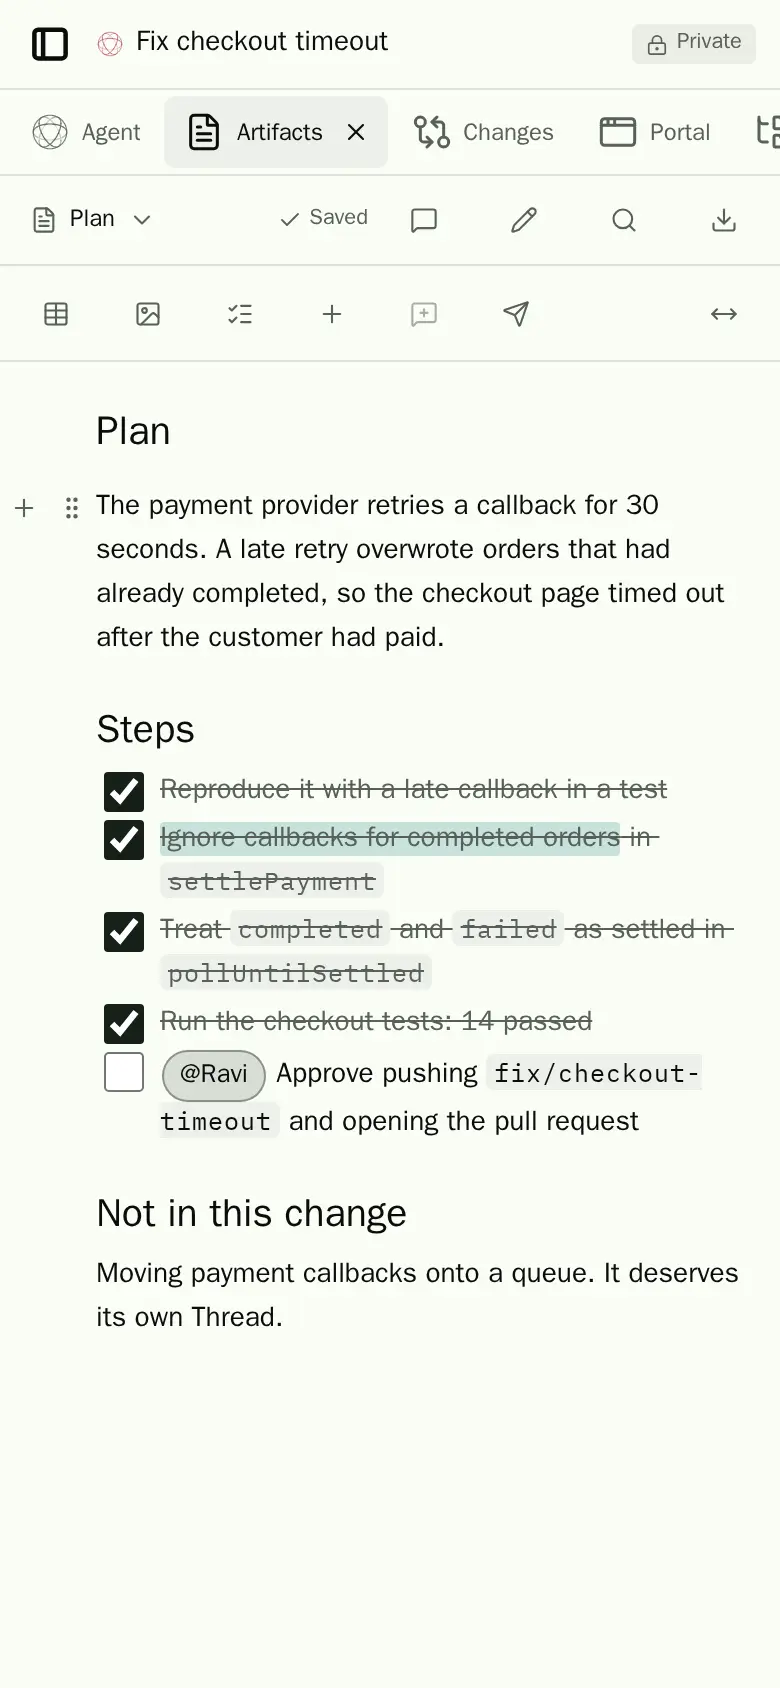 Fix checkout timeout
Private
Agent
Artifacts
Changes
Portal
Plan
Saved
Plan
The payment provider retries a callback for 30
seconds. A late retry overwrote orders that had
already completed, so the checkout page timed out
after the customer had paid.
Steps
Reproduce it with a late callback in a test
Ignore callbacks for completed orders in
settlePayment
Treat completed and failed as settled in
pollUntilSettled
Run the checkout tests: 14 passed
@Ravi Approve pushing fix/checkout-
timeout and opening the pull request
Not in this change
Moving payment callbacks onto a queue. It deserves
its own Thread.